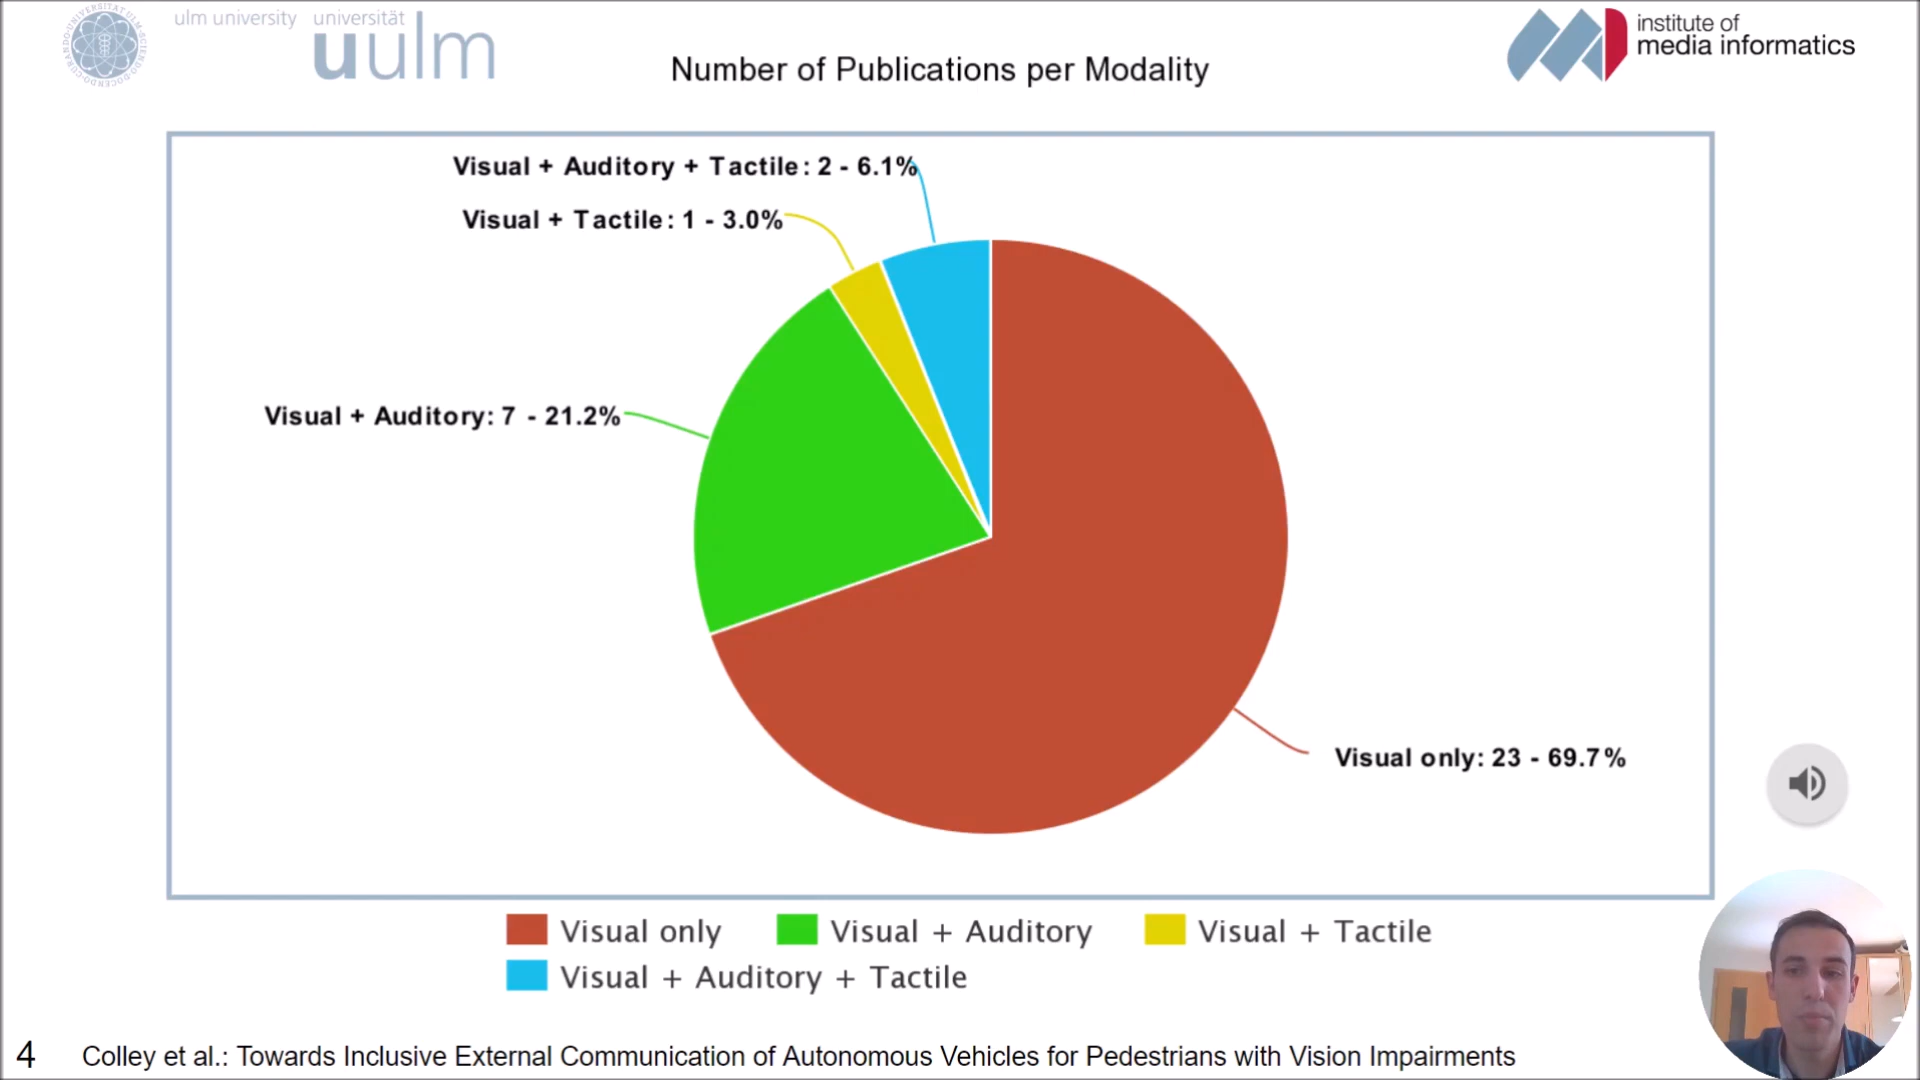 ulm university universität
uulm
institute of
media informatics
Number of Publications per Modality
Visual + Auditory + Tactile: 2 - 6.1%
Visual + Tactile: 1 - 3.0%
Visual + Auditory: 7 - 21.2%
Visual only: 23 - 69.7%
Visual only
Visual + Auditory
Visual + Tactile
Visual + Auditory + Tactile
4
Colley et al.: Towards Inclusive External Communication of Autonomous Vehicles for Pedestrians with Vision Impairments